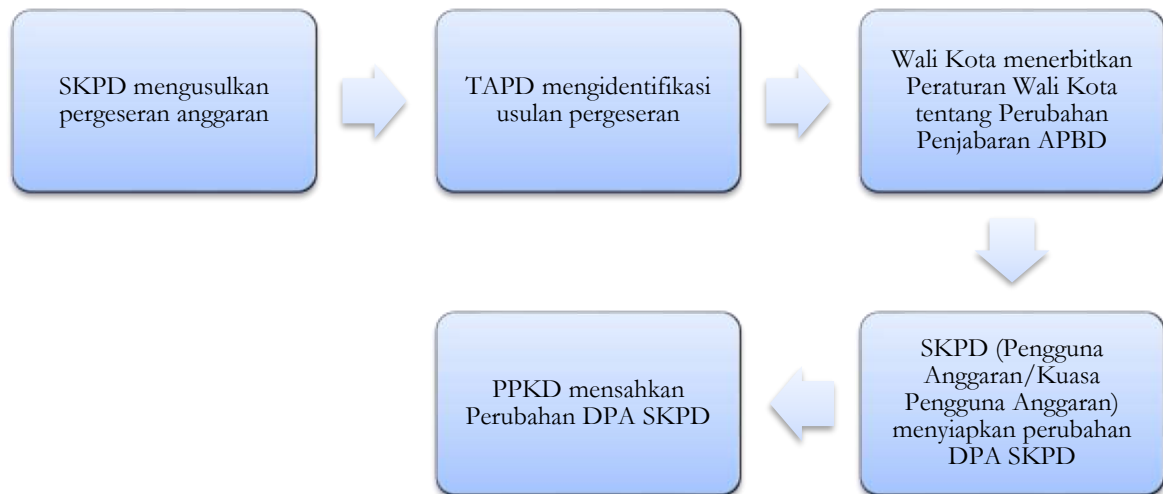 SKPD mengusulkan
pergeseran anggaran
TAPD mengidentifikasi
usulan pergeseran
Wali Kota menerbitkan
Peraturan Wali Kota
tentang Perubahan
Penjabaran APBD
SKPD (Pengguna
Anggaran/Kuasa
Pengguna Anggaran)
menyiapkan perubahan
DPA SKPD
PPKD mensahkan
Perubahan DPA SKPD